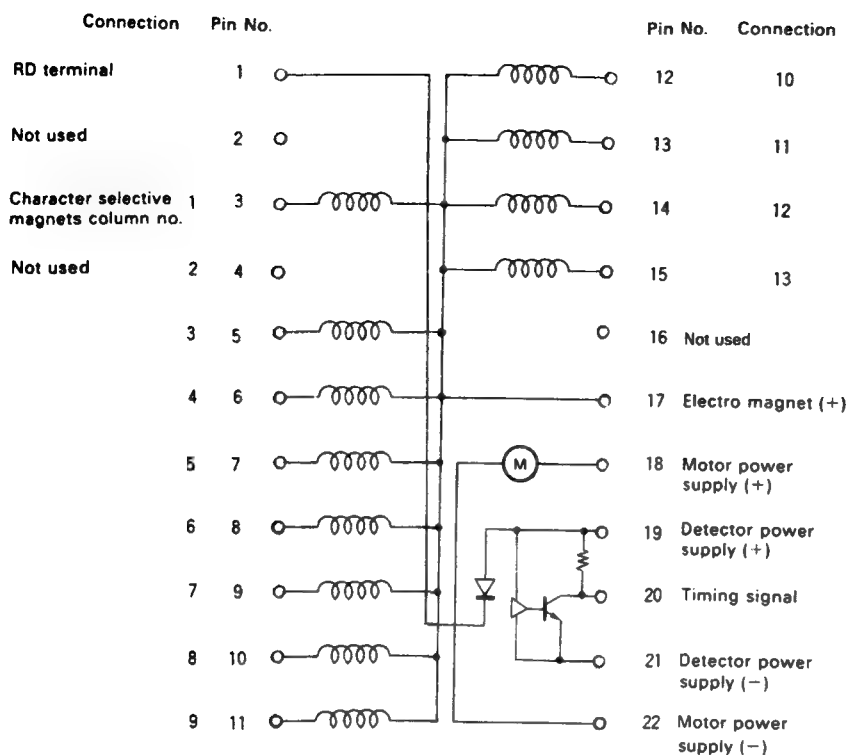 Connection Pin No. Pin No. Connection
RD terminal 1 12 10
Not used 2 13 11
Character selective magnets column no. 1 3 14 12
Not used 2 4 15 13
3 5 16 Not used
4 6 17 Electro magnet (+)
5 7 M 18 Motor power supply (+)
6 8 19 Detector power supply (+)
7 9 20 Timing signal
8 10 21 Detector power supply (−)
9 11 22 Motor power supply (−)